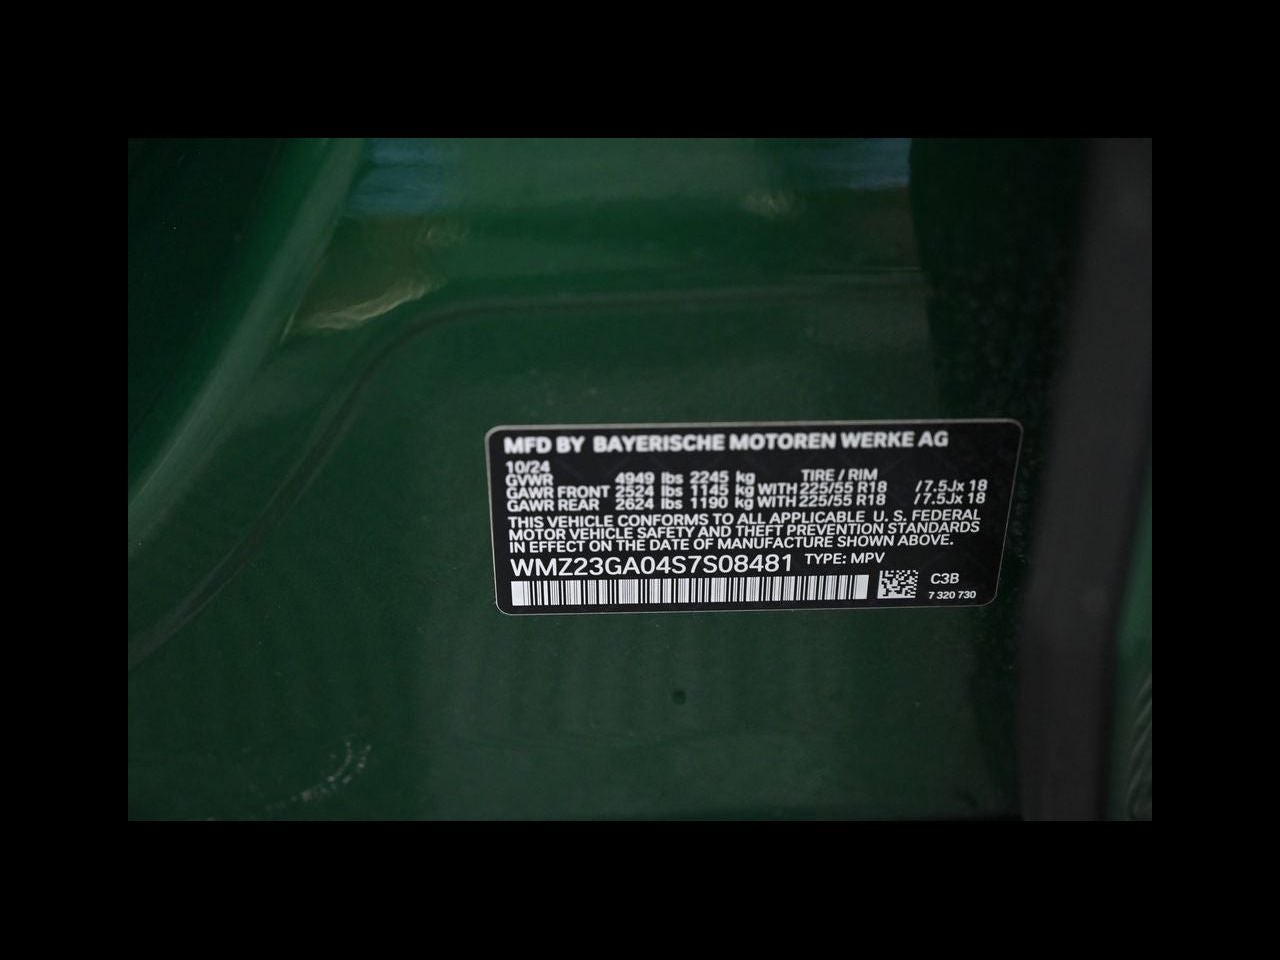 MFD BY BAYERISCHE MOTOREN WERKE AG
10/24
GVWR 4949 lbs 2245 kg TIRE / RIM
GAWR FRONT 2524 lbs 1145 kg WITH 225/55 R18 /7.5Jx 18
GAWR REAR 2624 lbs 1190 kg WITH 225/55 R18 /7.5Jx 18
THIS VEHICLE CONFORMS TO ALL APPLICABLE U. S. FEDERAL
MOTOR VEHICLE SAFETY AND THEFT PREVENTION STANDARDS
IN EFFECT ON THE DATE OF MANUFACTURE SHOWN ABOVE.
WMZ23GA04S7S08481 TYPE: MPV
C3B
7 320 730